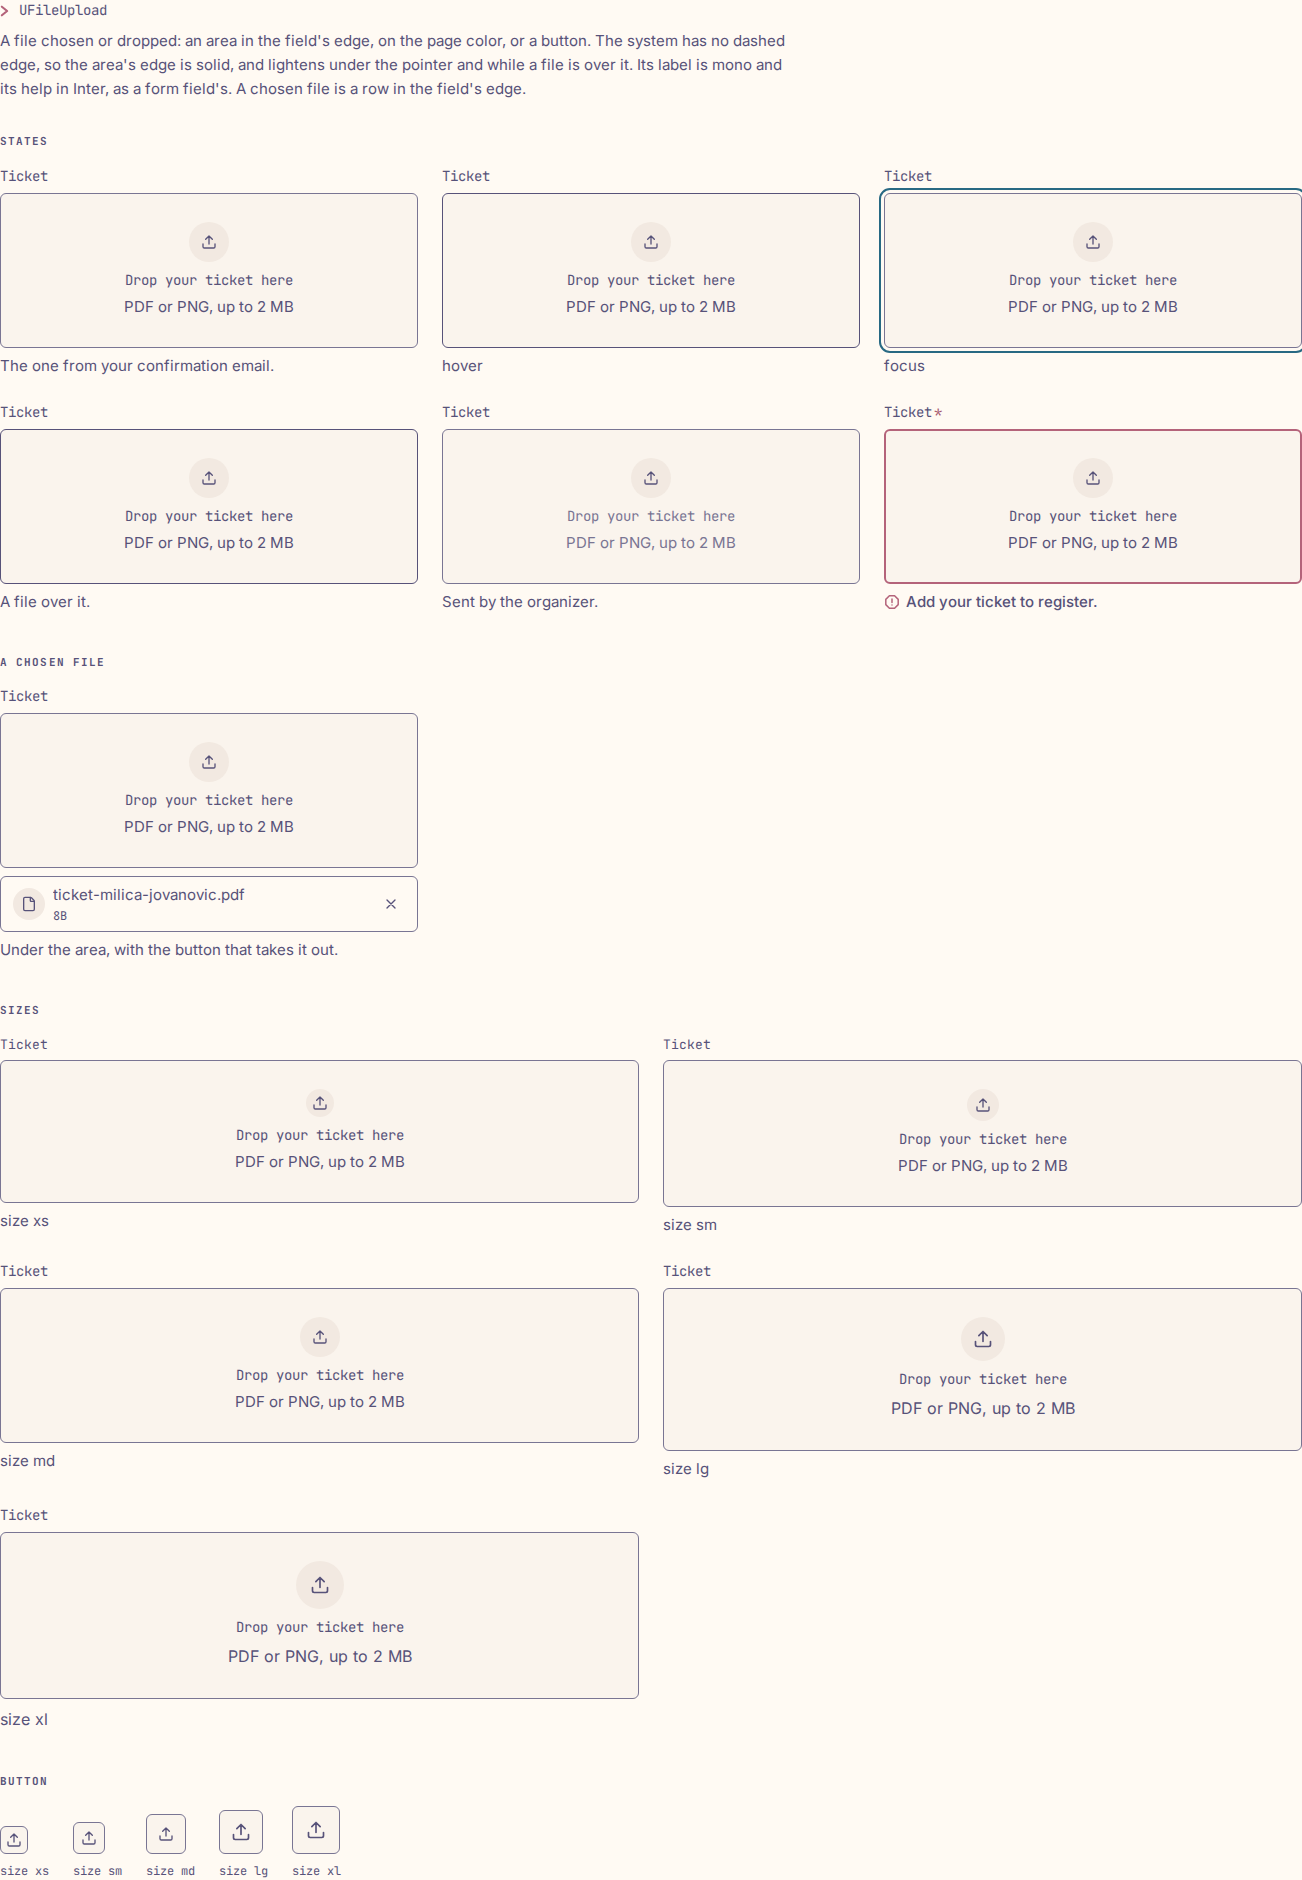 UFileUpload
A file chosen or dropped: an area in the field's edge, on the page color, or a button. The system has no dashed
edge, so the area's edge is solid, and lightens under the pointer and while a file is over it. Its label is mono and
its help in Inter, as a form field's. A chosen file is a row in the field's edge.
STATES
Ticket
Drop your ticket here
PDF or PNG, up to 2 MB
The one from your confirmation email.
Ticket
Drop your ticket here
PDF or PNG, up to 2 MB
hover
Ticket
Drop your ticket here
PDF or PNG, up to 2 MB
focus
Ticket
Drop your ticket here
PDF or PNG, up to 2 MB
A file over it.
Ticket
Drop your ticket here
PDF or PNG, up to 2 MB
Sent by the organizer.
Ticket*
Drop your ticket here
PDF or PNG, up to 2 MB
Add your ticket to register.
A CHOSEN FILE
Ticket
Drop your ticket here
PDF or PNG, up to 2 MB
ticket-milica-jovanovic.pdf
8B
Under the area, with the button that takes it out.
SIZES
Ticket
Drop your ticket here
PDF or PNG, up to 2 MB
size xs
Ticket
Drop your ticket here
PDF or PNG, up to 2 MB
size sm
Ticket
Drop your ticket here
PDF or PNG, up to 2 MB
size md
Ticket
Drop your ticket here
PDF or PNG, up to 2 MB
size lg
Ticket
Drop your ticket here
PDF or PNG, up to 2 MB
size xl
BUTTON
size xs
size sm
size md
size lg
size xl